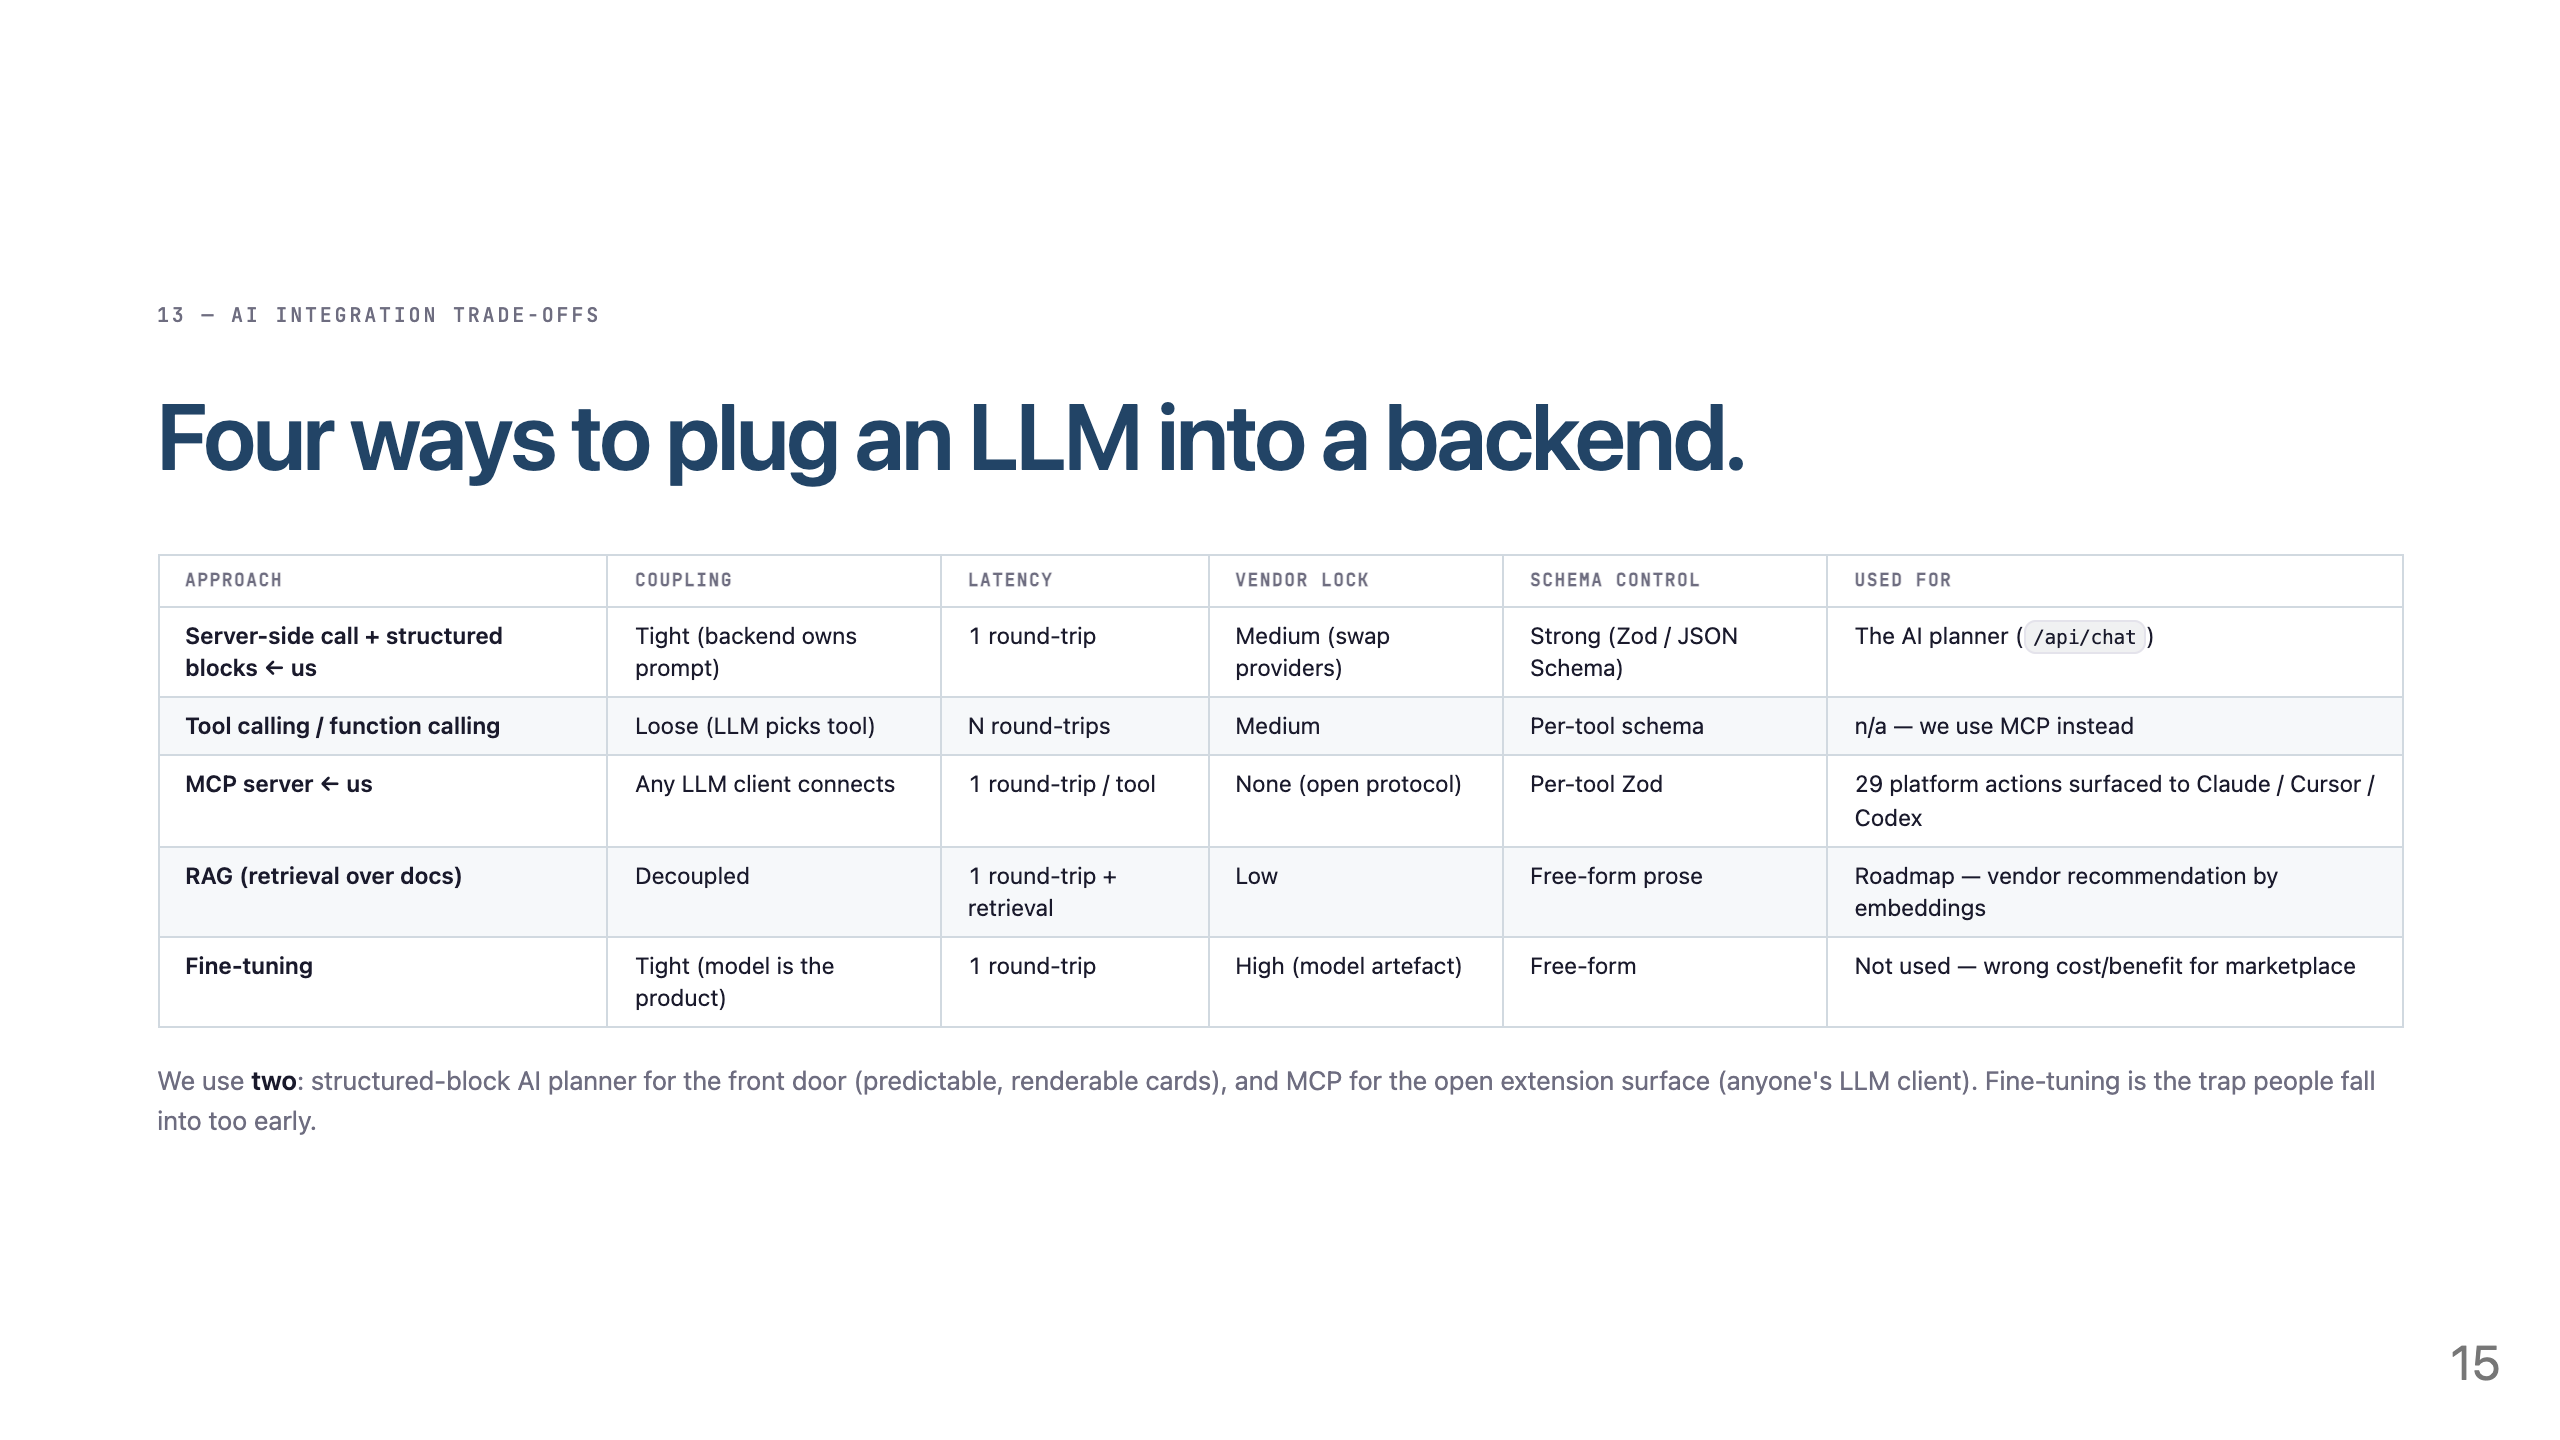 13 — AI INTEGRATION TRADE-OFFS
Four ways to plug an LLM into a backend.
APPROACH COUPLING LATENCY VENDOR LOCK SCHEMA CONTROL USED FOR
Server-side call + structured
blocks ← us
Tight (backend owns
prompt)
1 round-trip
Medium (swap
providers)
Strong (Zod / JSON
Schema)
The AI planner ( /api/chat )
Tool calling / function calling
Loose (LLM picks tool)
N round-trips
Medium
Per-tool schema
n/a — we use MCP instead
MCP server ← us
Any LLM client connects
1 round-trip / tool
None (open protocol)
Per-tool Zod
29 platform actions surfaced to Claude / Cursor /
Codex
RAG (retrieval over docs)
Decoupled
1 round-trip +
retrieval
Low
Free-form prose
Roadmap — vendor recommendation by
embeddings
Fine-tuning
Tight (model is the
product)
1 round-trip
High (model artefact)
Free-form
Not used — wrong cost/benefit for marketplace
We use two: structured-block AI planner for the front door (predictable, renderable cards), and MCP for the open extension surface (anyone's LLM client). Fine-tuning is the trap people fall
into too early.
15